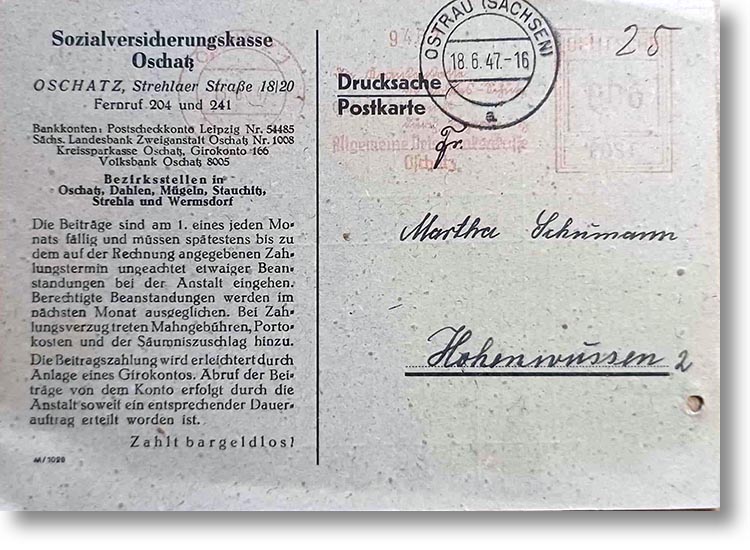 Sozialversicherungskasse
Oschatz
OSCHATZ, Strehlaer Straße 18|20
Fernruf 204 und 241
Bankkonten: Postscheckkonto Leipzig Nr. 54485
Sächs. Landesbank Zweiganstalt Oschatz Nr. 1008
Kreissparkasse Oschatz, Girokonto 166
Volksbank Oschatz 8005
Bezirksstellen in
Oschatz, Dahlen, Mügeln, Stauchitz,
Strehla und Wermsdorf
Die Beiträge sind am 1. eines jeden Mo-
nats fällig und müssen spätestens bis zu
dem auf der Rechnung angegebenen Zah-
lungstermin ungeachtet etwaiger Bean-
standungen bei der Anstalt eingehen.
Berechtigte Beanstandungen werden im
nächsten Monat ausgeglichen. Bei Zah-
lungsverzug treten Mahngebühren, Porto-
kosten und der Säumniszuschlag hinzu.
Die Beitragszahlung wird erleichtert durch
Anlage eines Girokontos. Abruf der Bei-
träge von dem Konto erfolgt durch die
Anstalt soweit ein entsprechender Dauer-
auftrag erteilt worden ist.
Zahlt bargeldlos!
M/1028
OSTRAU (SACHSEN)
18.6.47.-16
a
25
Drucksache
Postkarte
Allgemeine
Oschatz
Fr.
Martha Schumann
Hohenwussen 2